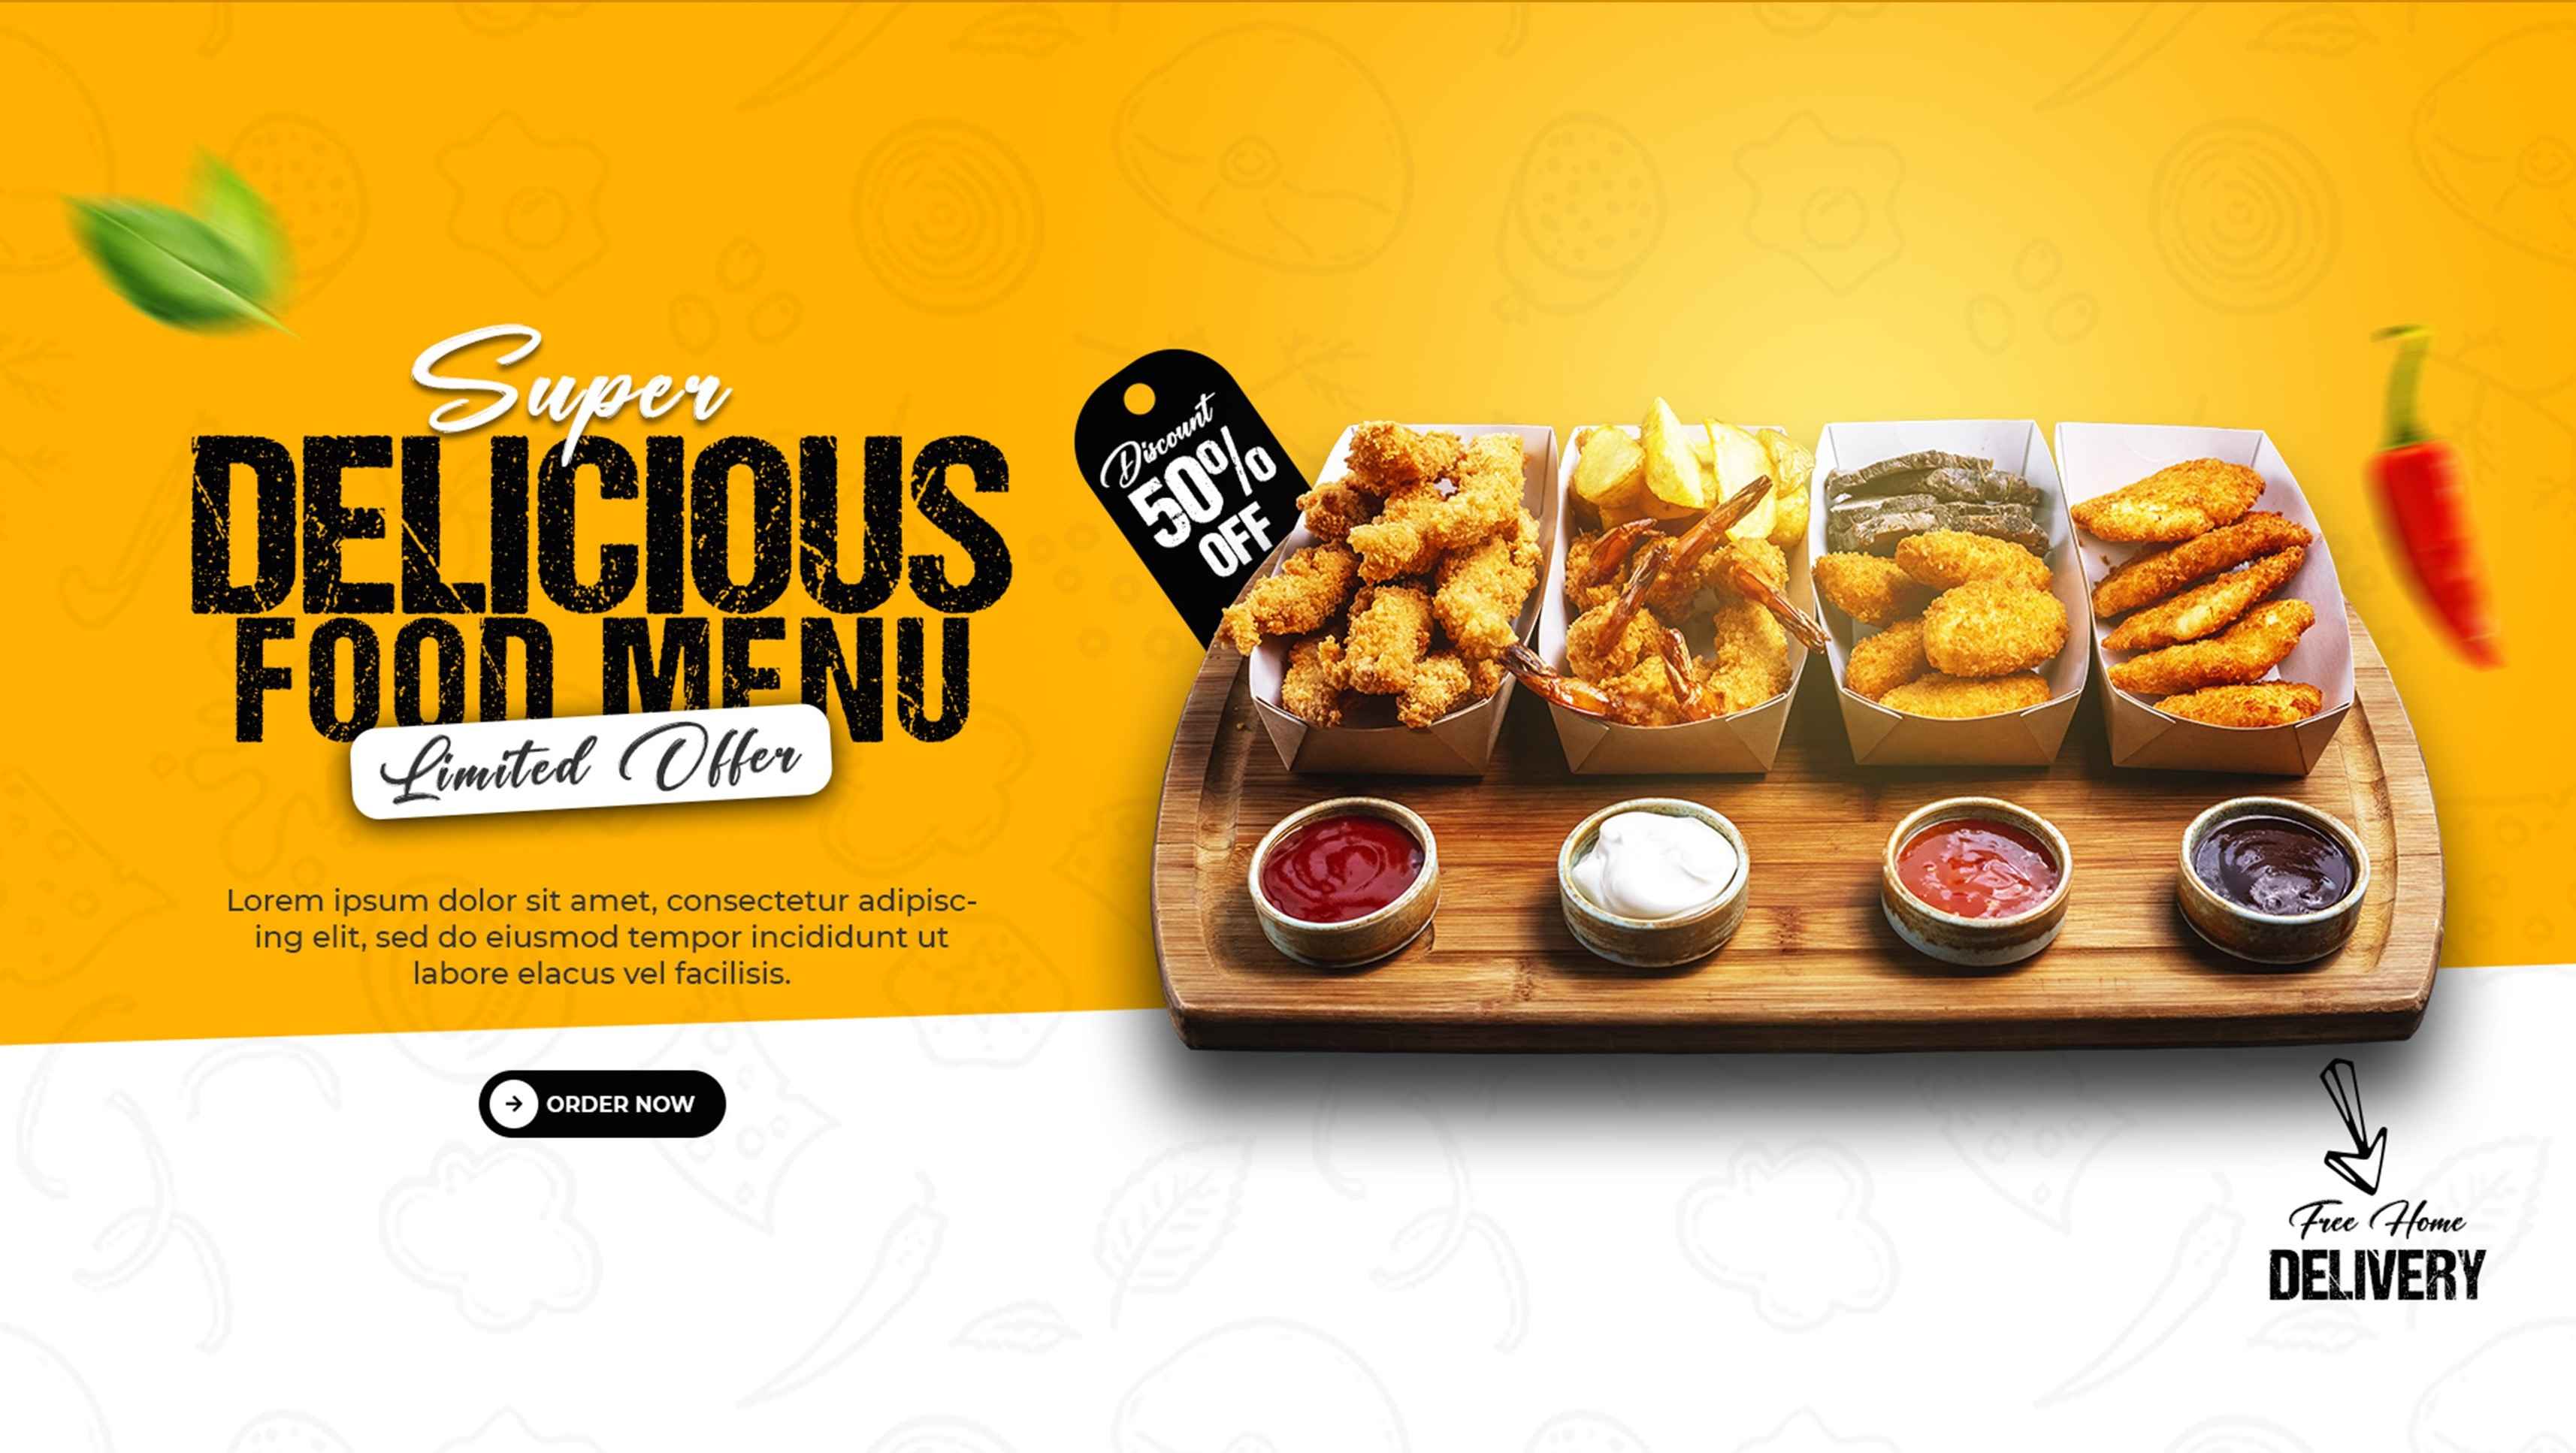 Super
DELICIOUS
FOOD MENU
Limited Offer
Lorem ipsum dolor sit amet, consectetur adipisc-
ing elit, sed do eiusmod tempor incididunt ut
labore elacus vel facilisis.
ORDER NOW
Discount
50%
OFF
Free Home
DELIVERY